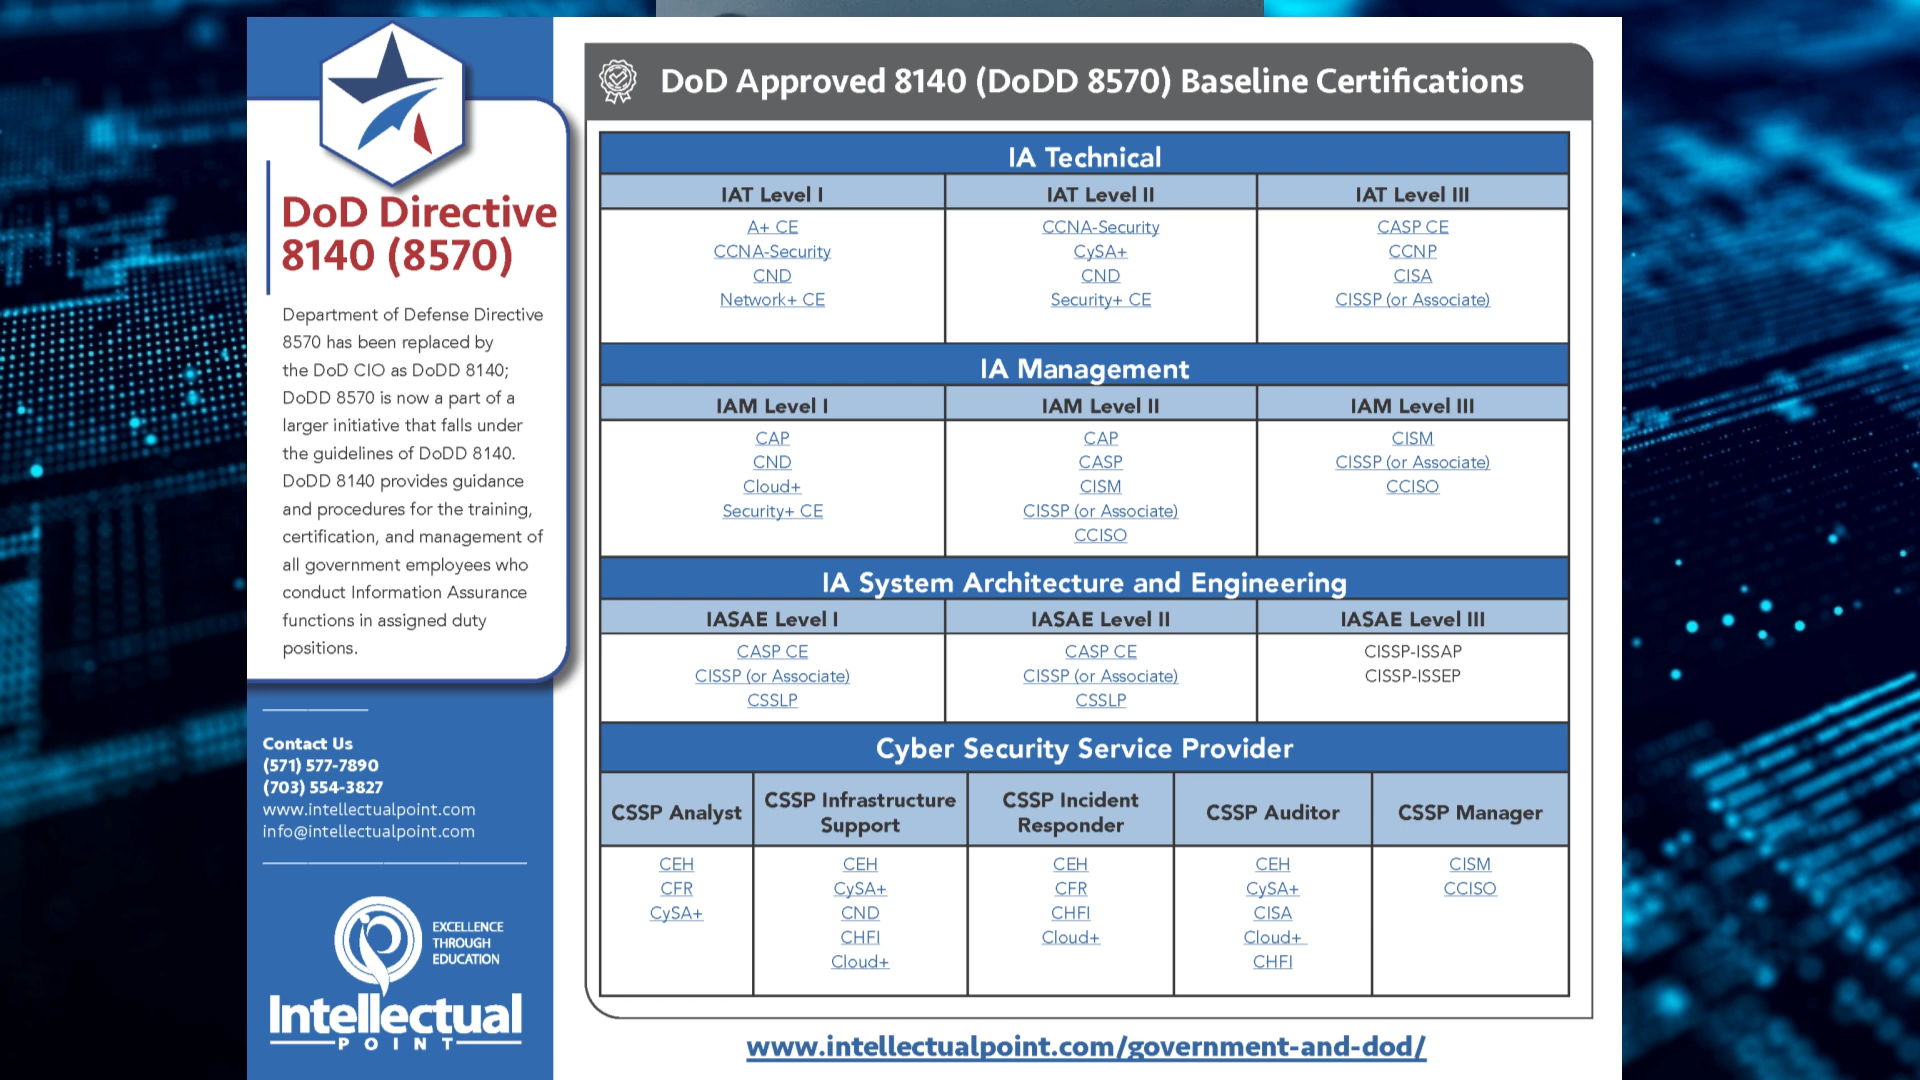 DoD Directive
8140 (8570)
Department of Defense Directive
8570 has been replaced by
the DoD CIO as DoDD 8140;
DoDD 8570 is now a part of a
larger initiative that falls under
the guidelines of DoDD 8140.
DoDD 8140 provides guidance
and procedures for the training,
certification, and management of
all government employees who
conduct Information Assurance
functions in assigned duty
positions.
Contact Us
(571) 577-7890
(703) 554-3827
www.intellectualpoint.com
info@intellectualpoint.com
EXCELLENCE
THROUGH
EDUCATION
Intellectual
POINT
DoD Approved 8140 (DoDD 8570) Baseline Certifications
IA Technical
IAT Level I
IAT Level II
IAT Level III
A+ CE
CCNA-Security
CND
Network+ CE
CCNA-Security
CySA+
CND
Security+ CE
CASP CE
CCNP
CISA
CISSP (or Associate)
IA Management
IAM Level I
IAM Level II
IAM Level III
CAP
CND
Cloud+
Security+ CE
CAP
CASP
CISM
CISSP (or Associate)
CCISO
CISM
CISSP (or Associate)
CCISO
IA System Architecture and Engineering
IASAE Level I
IASAE Level II
IASAE Level III
CASP CE
CISSP (or Associate)
CSSLP
CASP CE
CISSP (or Associate)
CSSLP
CISSP-ISSAP
CISSP-ISSEP
Cyber Security Service Provider
CSSP Analyst
CSSP Infrastructure
Support
CSSP Incident
Responder
CSSP Auditor
CSSP Manager
CEH
CFR
CySA+
CEH
CySA+
CND
CHFI
Cloud+
CEH
CFR
CHFI
Cloud+
CEH
CySA+
CISA
Cloud+
CHFI
CISM
CCISO
www.intellectualpoint.com/government-and-dod/